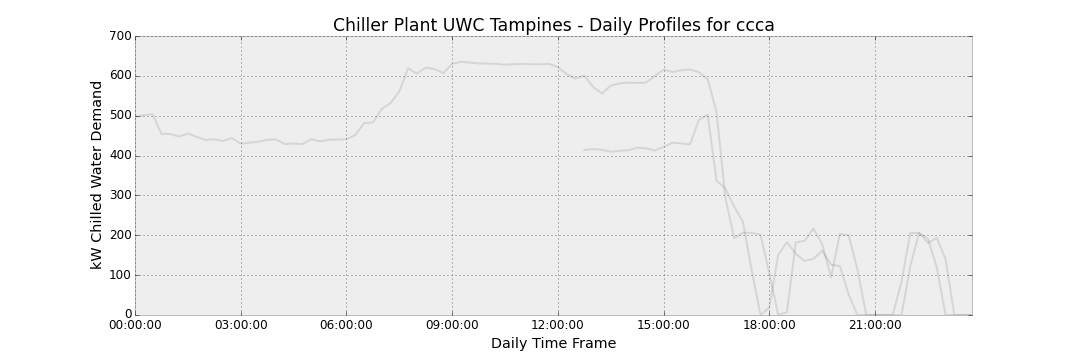 Chiller Plant UWC Tampines - Daily Profiles for ccca
700
600
500
400
300
200
100
0
kW Chilled Water Demand
00:00:00 03:00:00 06:00:00 09:00:00 12:00:00 15:00:00 18:00:00 21:00:00
Daily Time Frame